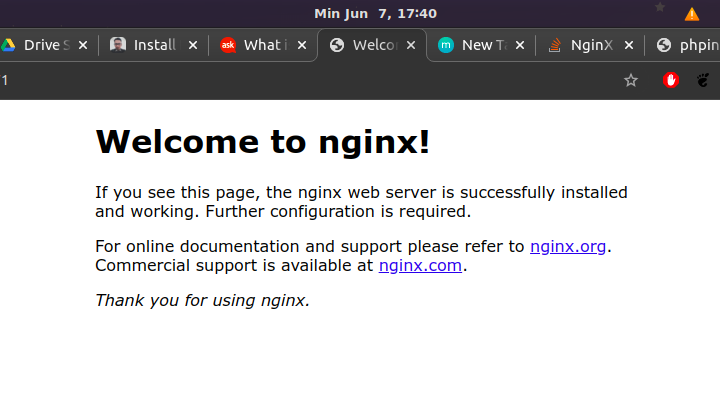 Min Jun 7, 17:40
Drive S
Install
ask
What i
Welco
m
New Ta
NginX
phpin
1
Welcome to nginx!
If you see this page, the nginx web server is successfully installed
and working. Further configuration is required.
For online documentation and support please refer to nginx.org.
Commercial support is available at nginx.com.
Thank you for using nginx.